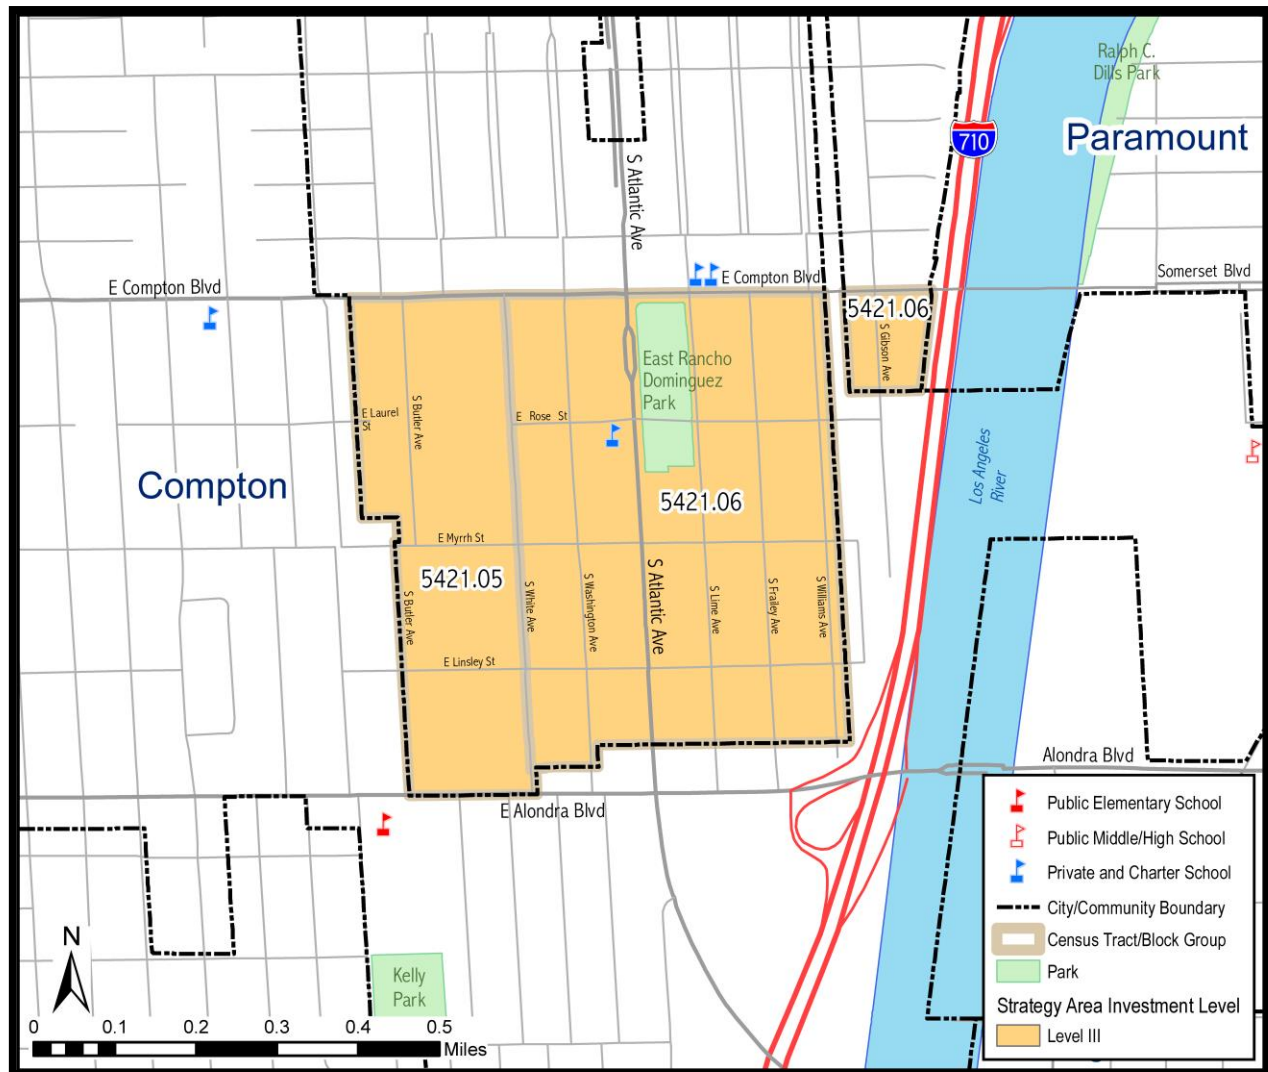 Ralph C.
Dills Park
710
Paramount
S Atlantic Ave
E Compton Blvd
E Compton Blvd
Somerset Blvd
5421.06
S Gibson Ave
East Rancho
Dominguez
Park
E Laurel
St
S Butler Ave
E Rose St
Los Angeles
River
Compton
5421.06
E Myrrh St
5421.05
S Butler Ave
S White Ave
S Washington Ave
S Atlantic Ave
S Lime Ave
S Frailey Ave
S Williams Ave
E Linsley St
Alondra Blvd
E Alondra Blvd
Kelly
Park
N
0 0.1 0.2 0.3 0.4 0.5
Miles
Public Elementary School
Public Middle/High School
Private and Charter School
City/Community Boundary
Census Tract/Block Group
Park
Strategy Area Investment Level
Level III